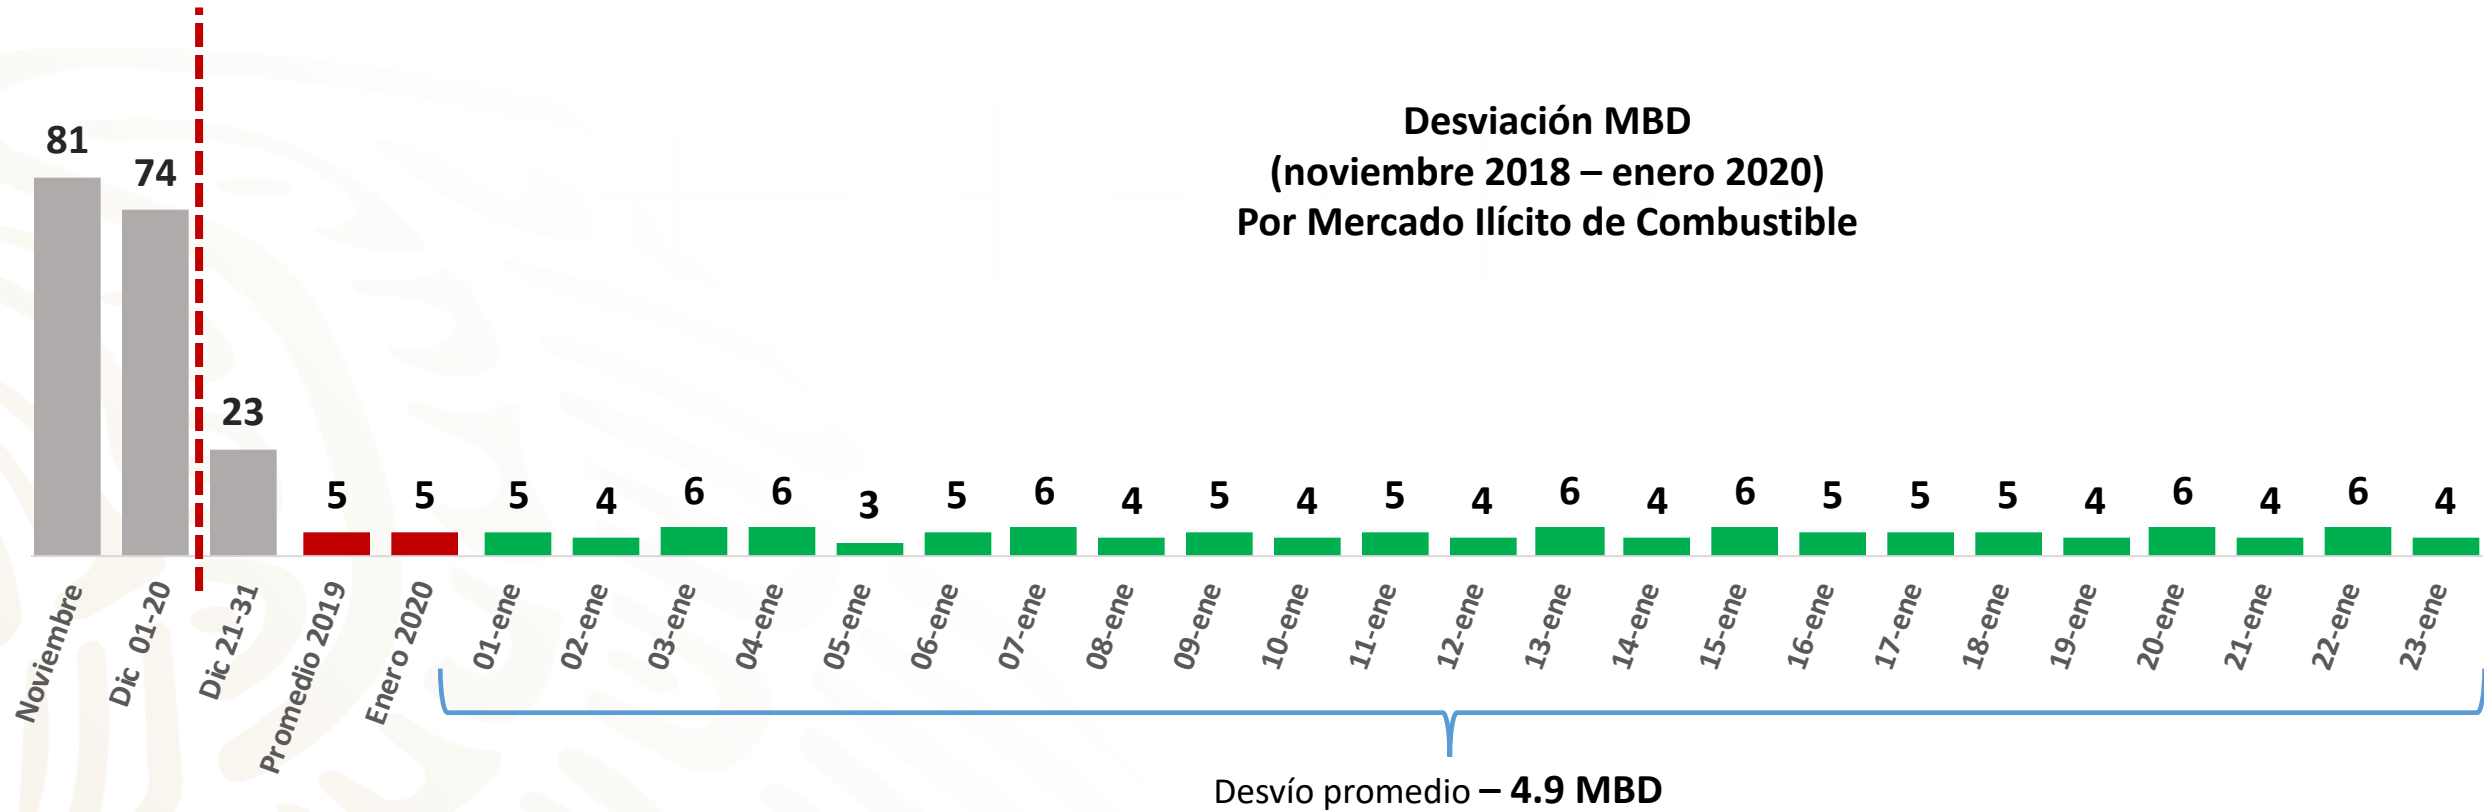 Desviación MBD
(noviembre 2018 – enero 2020)
Por Mercado Ilícito de Combustible
81
74
23
5
5
5
4
6
6
3
5
6
4
5
4
5
4
6
4
6
5
5
5
4
6
4
6
4
Noviembre
Dic 01-20
Dic 21-31
Promedio 2019
Enero 2020
01-ene
02-ene
03-ene
04-ene
05-ene
06-ene
07-ene
08-ene
09-ene
10-ene
11-ene
12-ene
13-ene
14-ene
15-ene
16-ene
17-ene
18-ene
19-ene
20-ene
21-ene
22-ene
23-ene
Desvío promedio – 4.9 MBD